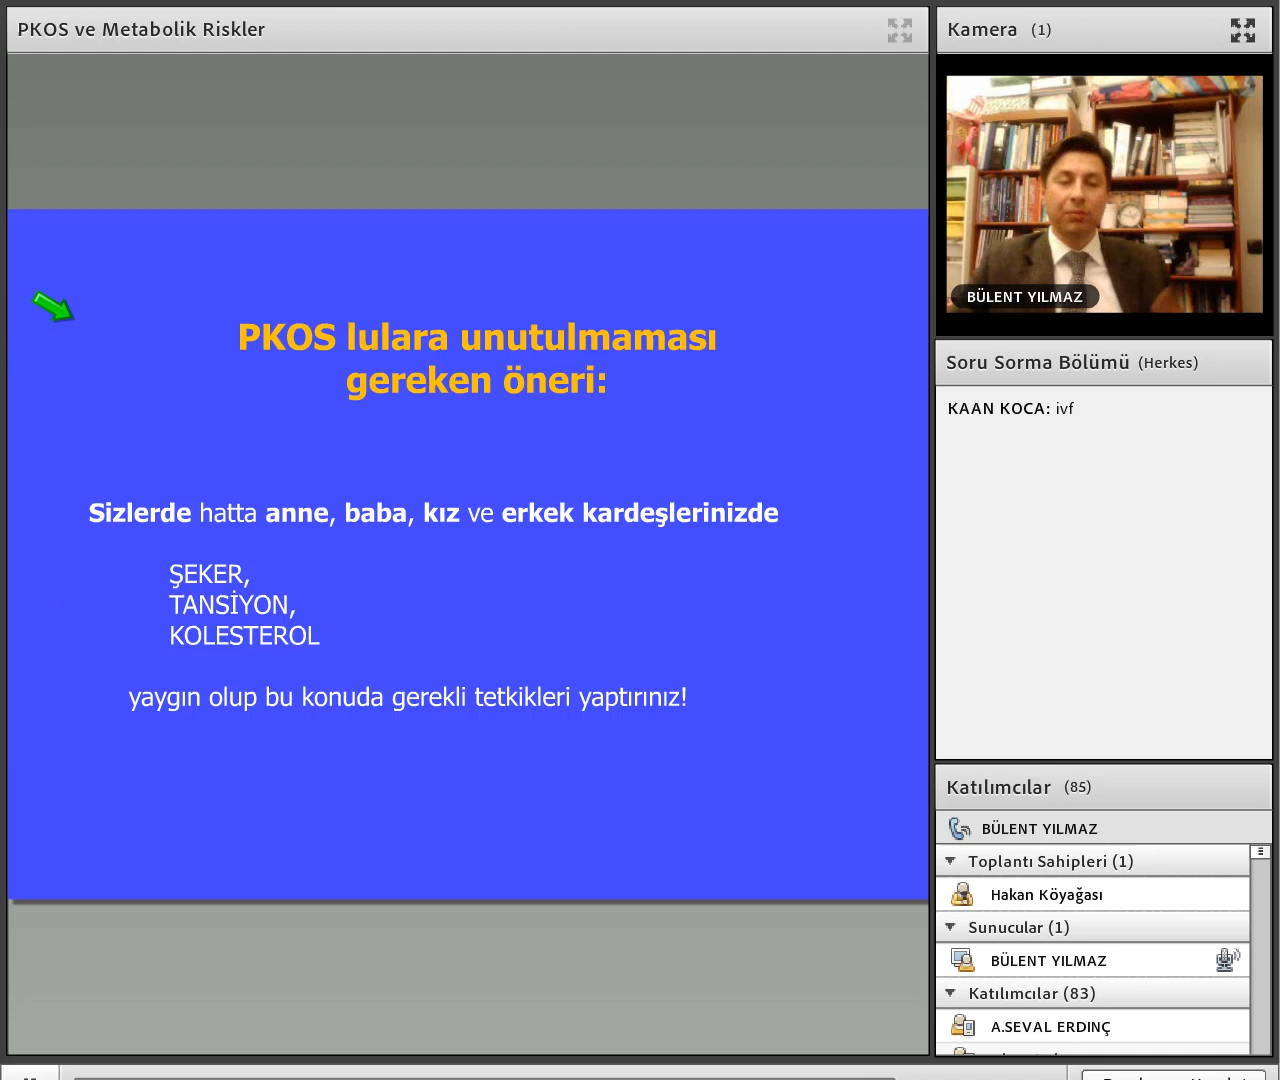 PKOS ve Metabolik Riskler
PKOS lulara unutulmaması
gereken öneri:
Sizlerde hatta anne, baba, kız ve erkek kardeşlerinizde
ŞEKER,
TANSİYON,
KOLESTEROL
yaygın olup bu konuda gerekli tetkikleri yaptırınız!
Kamera (1)
BÜLENT YILMAZ
Soru Sorma Bölümü (Herkes)
KAAN KOCA: ivf
Katılımcılar (85)
BÜLENT YILMAZ
Toplantı Sahipleri (1)
Hakan Köyağası
Sunucular (1)
BÜLENT YILMAZ
Katılımcılar (83)
A.SEVAL ERDINÇ